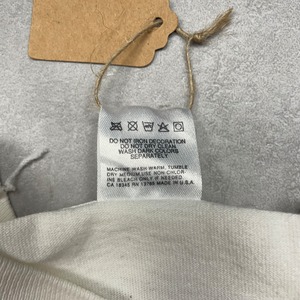 DO NOT IRON DECORATION
DO NOT DRY CLEAN
WASH DARK COLORS
SEPARATELY
MACHINE WASH WARM, TUMBLE
DRY MEDIUM, USE NON-CHLOR-
INE BLEACH ONLY IF NEEDED
CA 18345 RN 13765 MADE IN U.S.A.